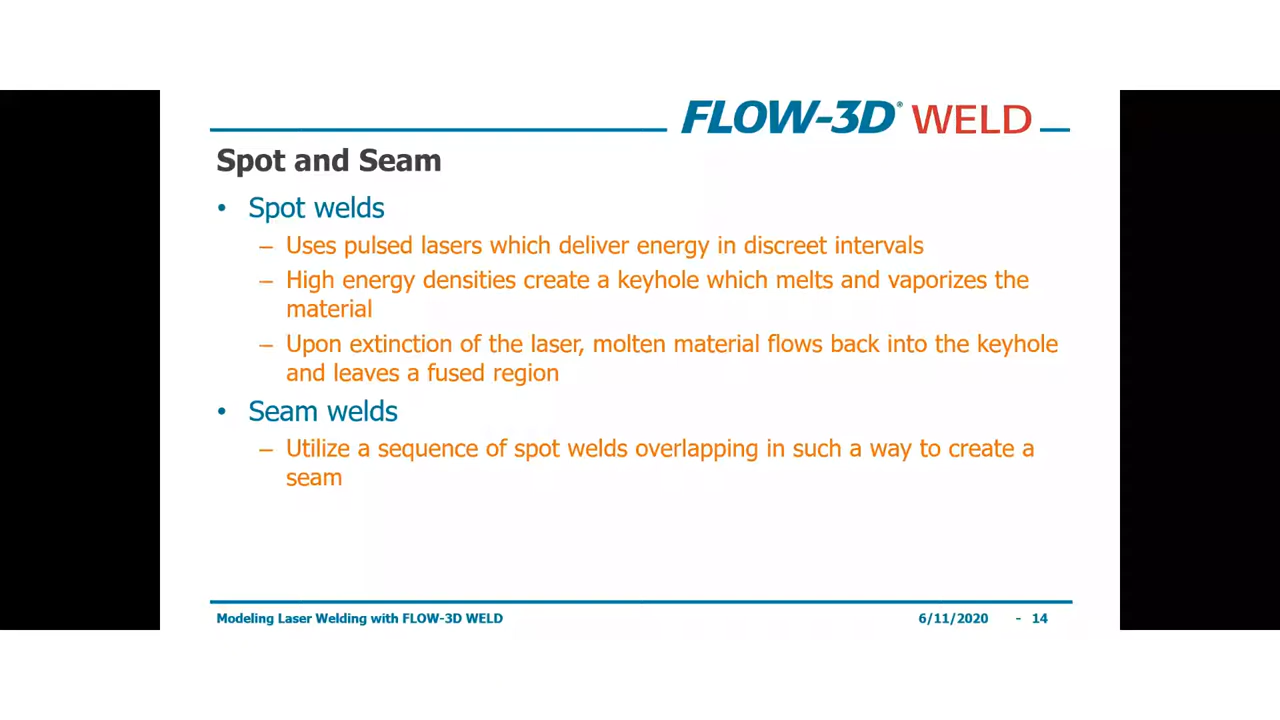 FLOW-3D® WELD
Spot and Seam
• Spot welds
– Uses pulsed lasers which deliver energy in discreet intervals
– High energy densities create a keyhole which melts and vaporizes the
material
– Upon extinction of the laser, molten material flows back into the keyhole
and leaves a fused region
• Seam welds
– Utilize a sequence of spot welds overlapping in such a way to create a
seam
Modeling Laser Welding with FLOW-3D WELD 6/11/2020 - 14